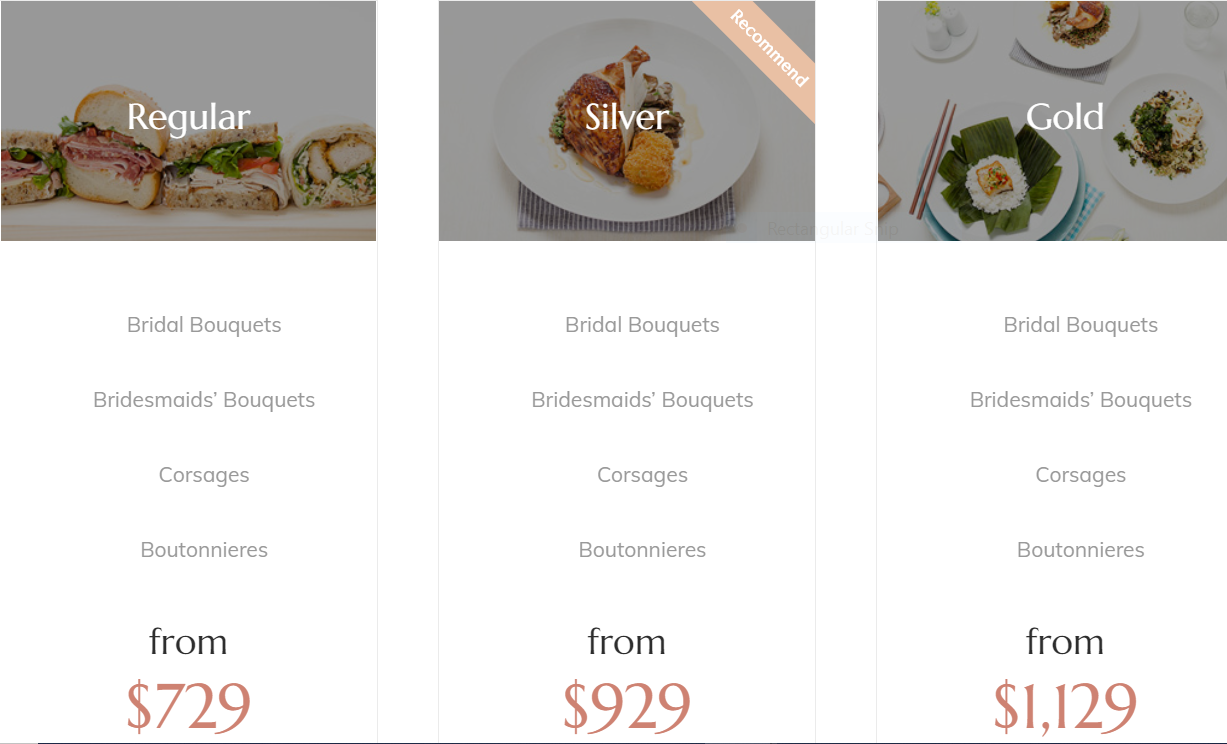 Regular
Bridal Bouquets
Bridesmaids’ Bouquets
Corsages
Boutonnieres
from
$729
Recommend
Silver
Rectangular Snip
Bridal Bouquets
Bridesmaids’ Bouquets
Corsages
Boutonnieres
from
$929
Gold
Bridal Bouquets
Bridesmaids’ Bouquets
Corsages
Boutonnieres
from
$1,129